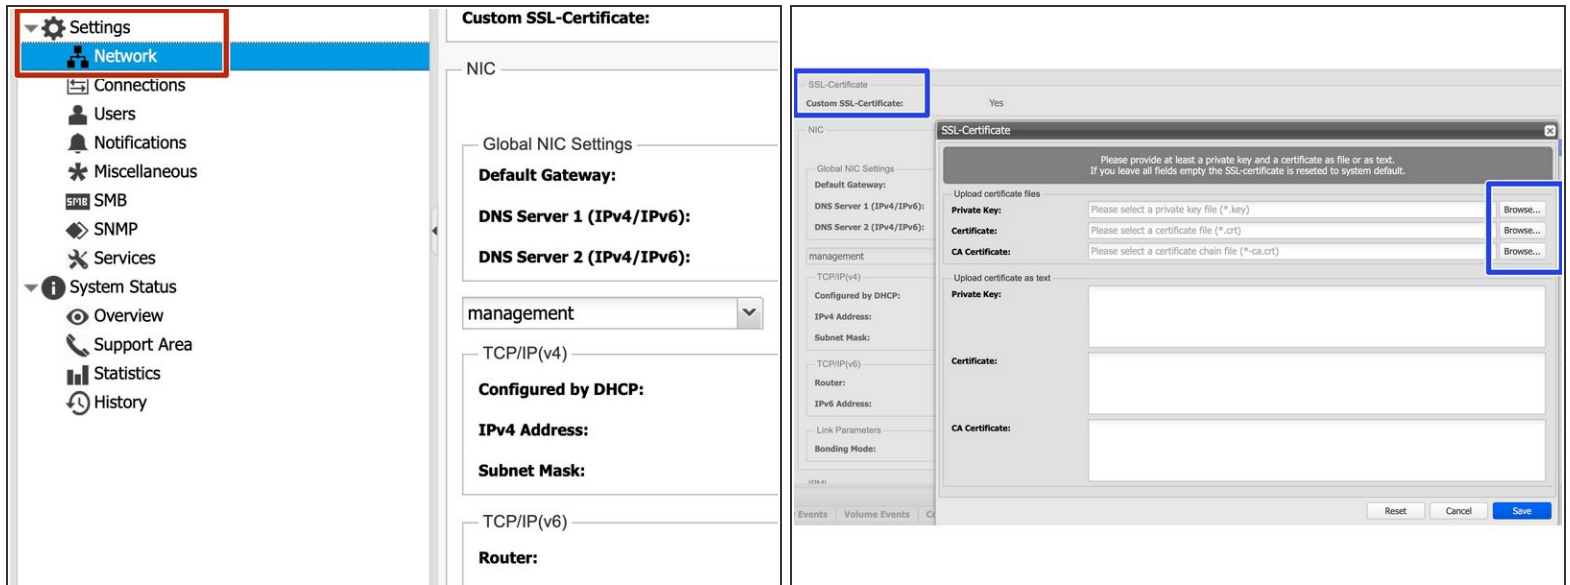 Settings
Network
Connections
Users
Notifications
Miscellaneous
SMB SMB
SNMP
Services
System Status
Overview
Support Area
Statistics
History
Custom SSL-Certificate:
NIC
Global NIC Settings
Default Gateway:
DNS Server 1 (IPv4/IPv6):
DNS Server 2 (IPv4/IPv6):
management
TCP/IP(v4)
Configured by DHCP:
IPv4 Address:
Subnet Mask:
TCP/IP(v6)
Router:
SSL-Certificate
Custom SSL-Certificate: Yes
NIC
Global NIC Settings
Default Gateway:
DNS Server 1 (IPv4/IPv6):
DNS Server 2 (IPv4/IPv6):
management
TCP/IP(v4)
Configured by DHCP:
IPv4 Address:
Subnet Mask:
TCP/IP(v6)
Router:
IPv6 Address:
Link Parameters
Bonding Mode:
IPMI
Events Volume Events
SSL-Certificate
Please provide at least a private key and a certificate as file or as text.
If you leave all fields empty the SSL-certificate is reseted to system default.
Upload certificate files
Private Key: Please select a private key file (*.key) Browse...
Certificate: Please select a certificate file (*.crt) Browse...
CA Certificate: Please select a certificate chain file (*-ca.crt) Browse...
Upload certificate as text
Private Key:
Certificate:
CA Certificate:
Reset Cancel Save